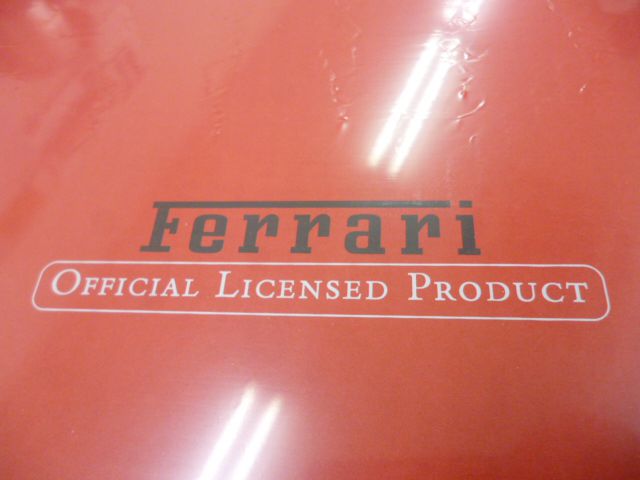 Ferrari
OFFICIAL LICENSED PRODUCT